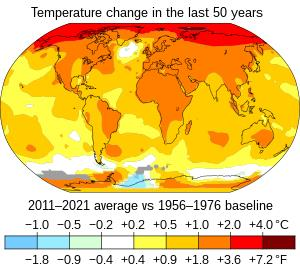 Temperature change in the last 50 years
2011–2021 average vs 1956–1976 baseline
−1.0 −0.5 −0.2 +0.2 +0.5 +1.0 +2.0 +4.0 °C
−1.8 −0.9 −0.4 +0.4 +0.9 +1.8 +3.6 +7.2 °F